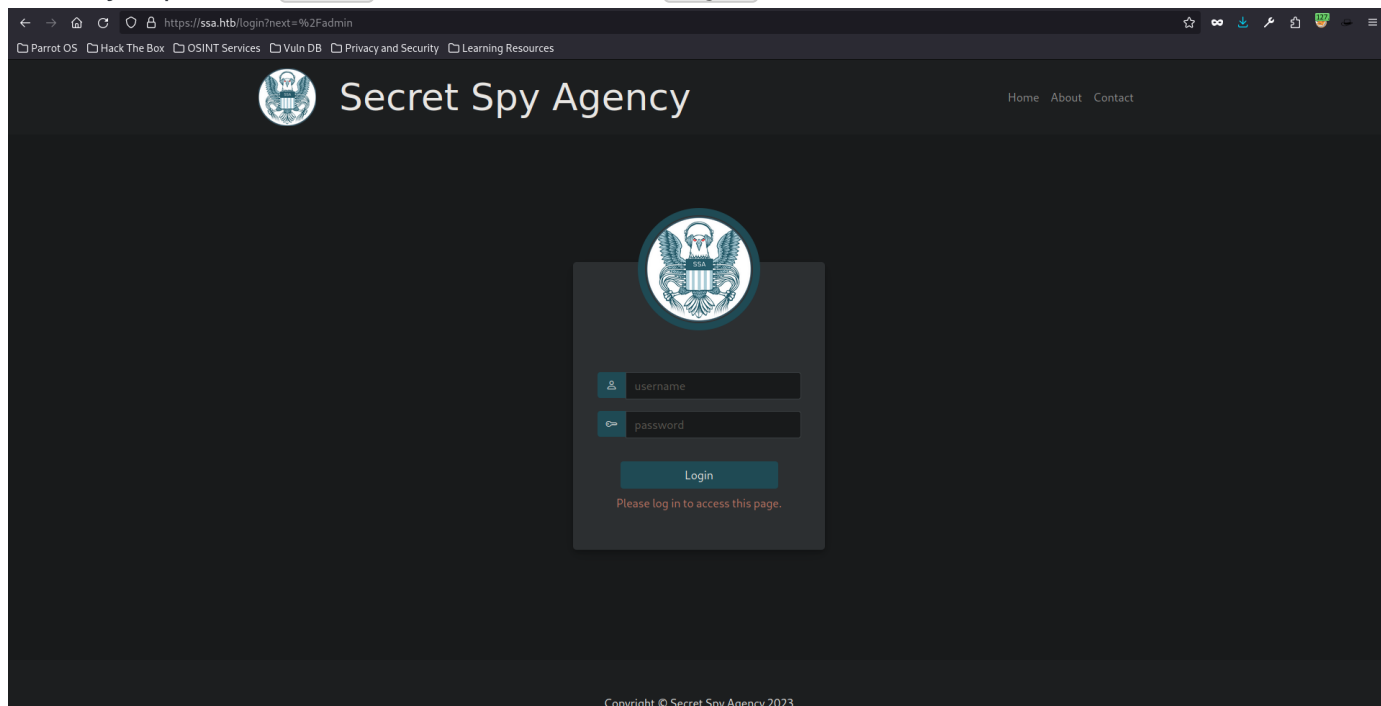 https://ssa.htb/login?next=%2Fadmin
127
Parrot OS Hack The Box OSINT Services Vuln DB Privacy and Security Learning Resources
Secret Spy Agency
Home About Contact
SSA
username
password
Login
Please log in to access this page.
Copyright © Secret Spy Agency 2023